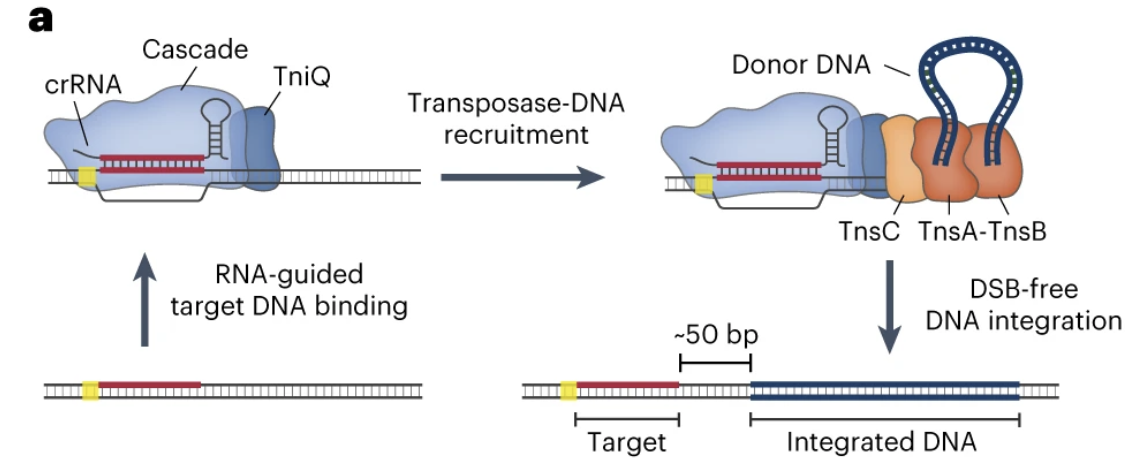 a
Cascade
crRNA
TniQ
Transposase-DNA
recruitment
Donor DNA
TnsC
TnsA-TnsB
RNA-guided
target DNA binding
DSB-free
DNA integration
~50 bp
Target
Integrated DNA